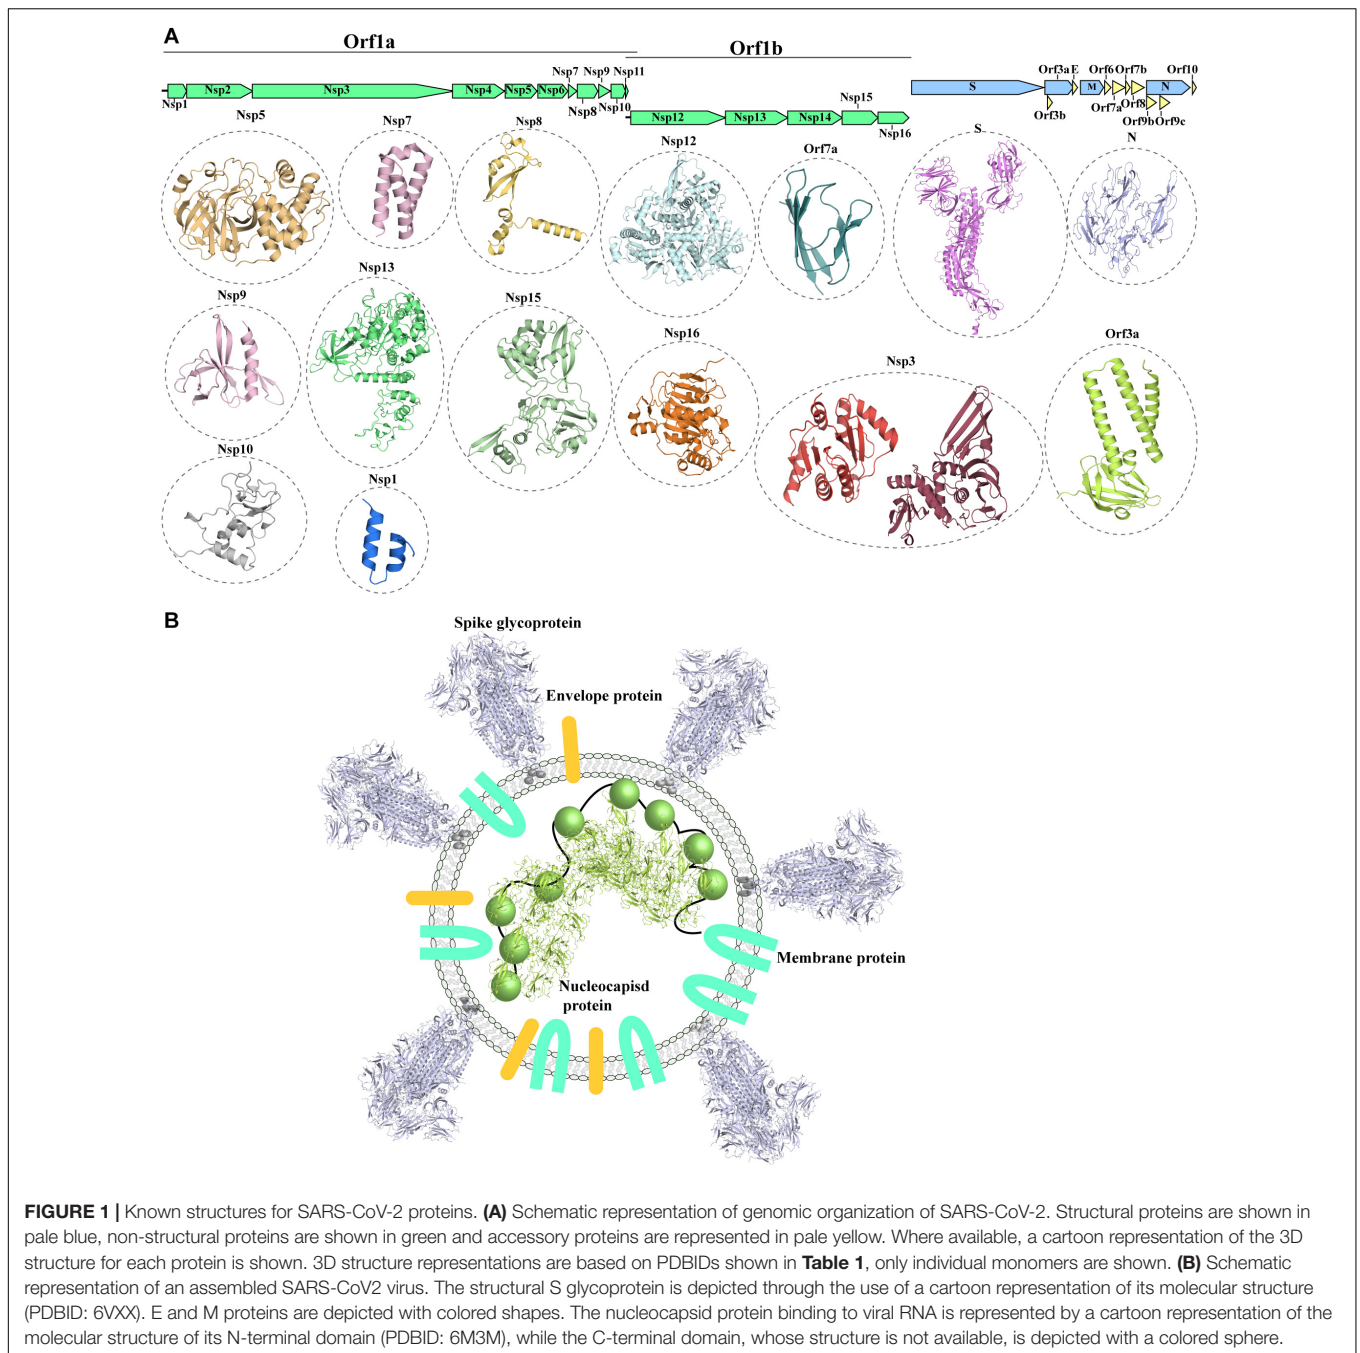 A
Orf1a
Orf1b
Nsp7 Nsp9 Nsp11
Orf3a E Orf6 Orf7b Orf10
Nsp1 Nsp2 Nsp3 Nsp4 Nsp5 Nsp6 Nsp8 Nsp10
S M N
Orf7a Orf8
Nsp15
Orf3b Orf9b Orf9c
Nsp12 Nsp13 Nsp14 Nsp16
Nsp5 Nsp7 Nsp8 Nsp12 Orf7a S N
Nsp9 Nsp13 Nsp15 Nsp16 Nsp3 Orf3a
Nsp10 Nsp1
B
Spike glycoprotein
Envelope protein
Membrane protein
Nucleocapisd
protein
FIGURE 1 | Known structures for SARS-CoV-2 proteins. (A) Schematic representation of genomic organization of SARS-CoV-2. Structural proteins are shown in
pale blue, non-structural proteins are shown in green and accessory proteins are represented in pale yellow. Where available, a cartoon representation of the 3D
structure for each protein is shown. 3D structure representations are based on PDBIDs shown in Table 1, only individual monomers are shown. (B) Schematic
representation of an assembled SARS-CoV2 virus. The structural S glycoprotein is depicted through the use of a cartoon representation of its molecular structure
(PDBID: 6VXX). E and M proteins are depicted with colored shapes. The nucleocapsid protein binding to viral RNA is represented by a cartoon representation of the
molecular structure of its N-terminal domain (PDBID: 6M3M), while the C-terminal domain, whose structure is not available, is depicted with a colored sphere.